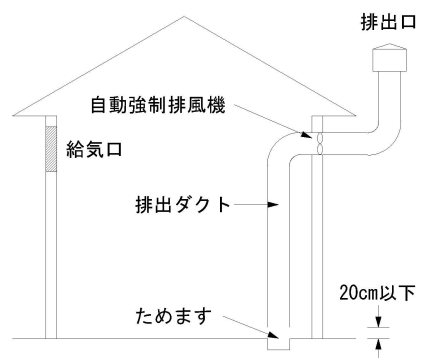 排出口
自動強制排風機
給気口
排出ダクト
20cm以下
ためます